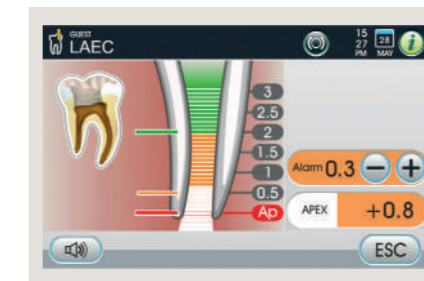 GUEST
LAEC
15
27
PM
28
MAY
i
3
2.5
2
1.5
1
0.5
Ap
Alarm 0.3 − +
APEX +0.8
ESC